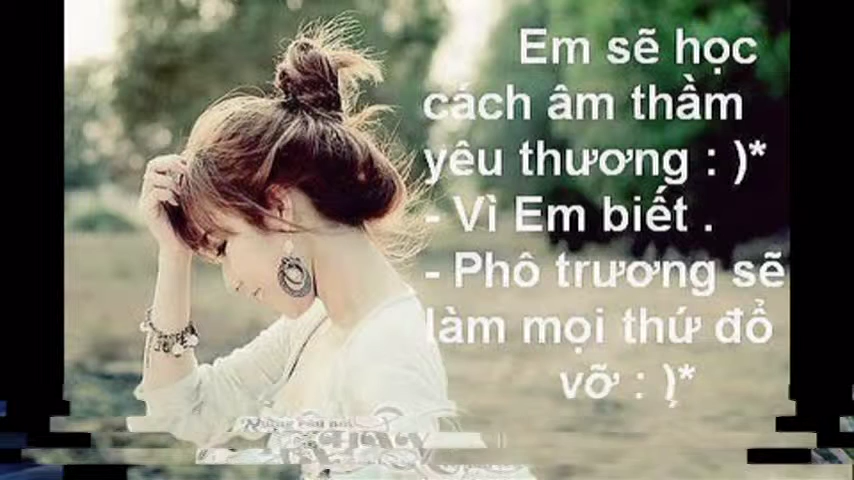 Em sẽ học
cách âm thầm
yêu thương : )*
- Vì Em biết .
- Phô trương sẽ
làm mọi thứ đổ
vỡ : )*